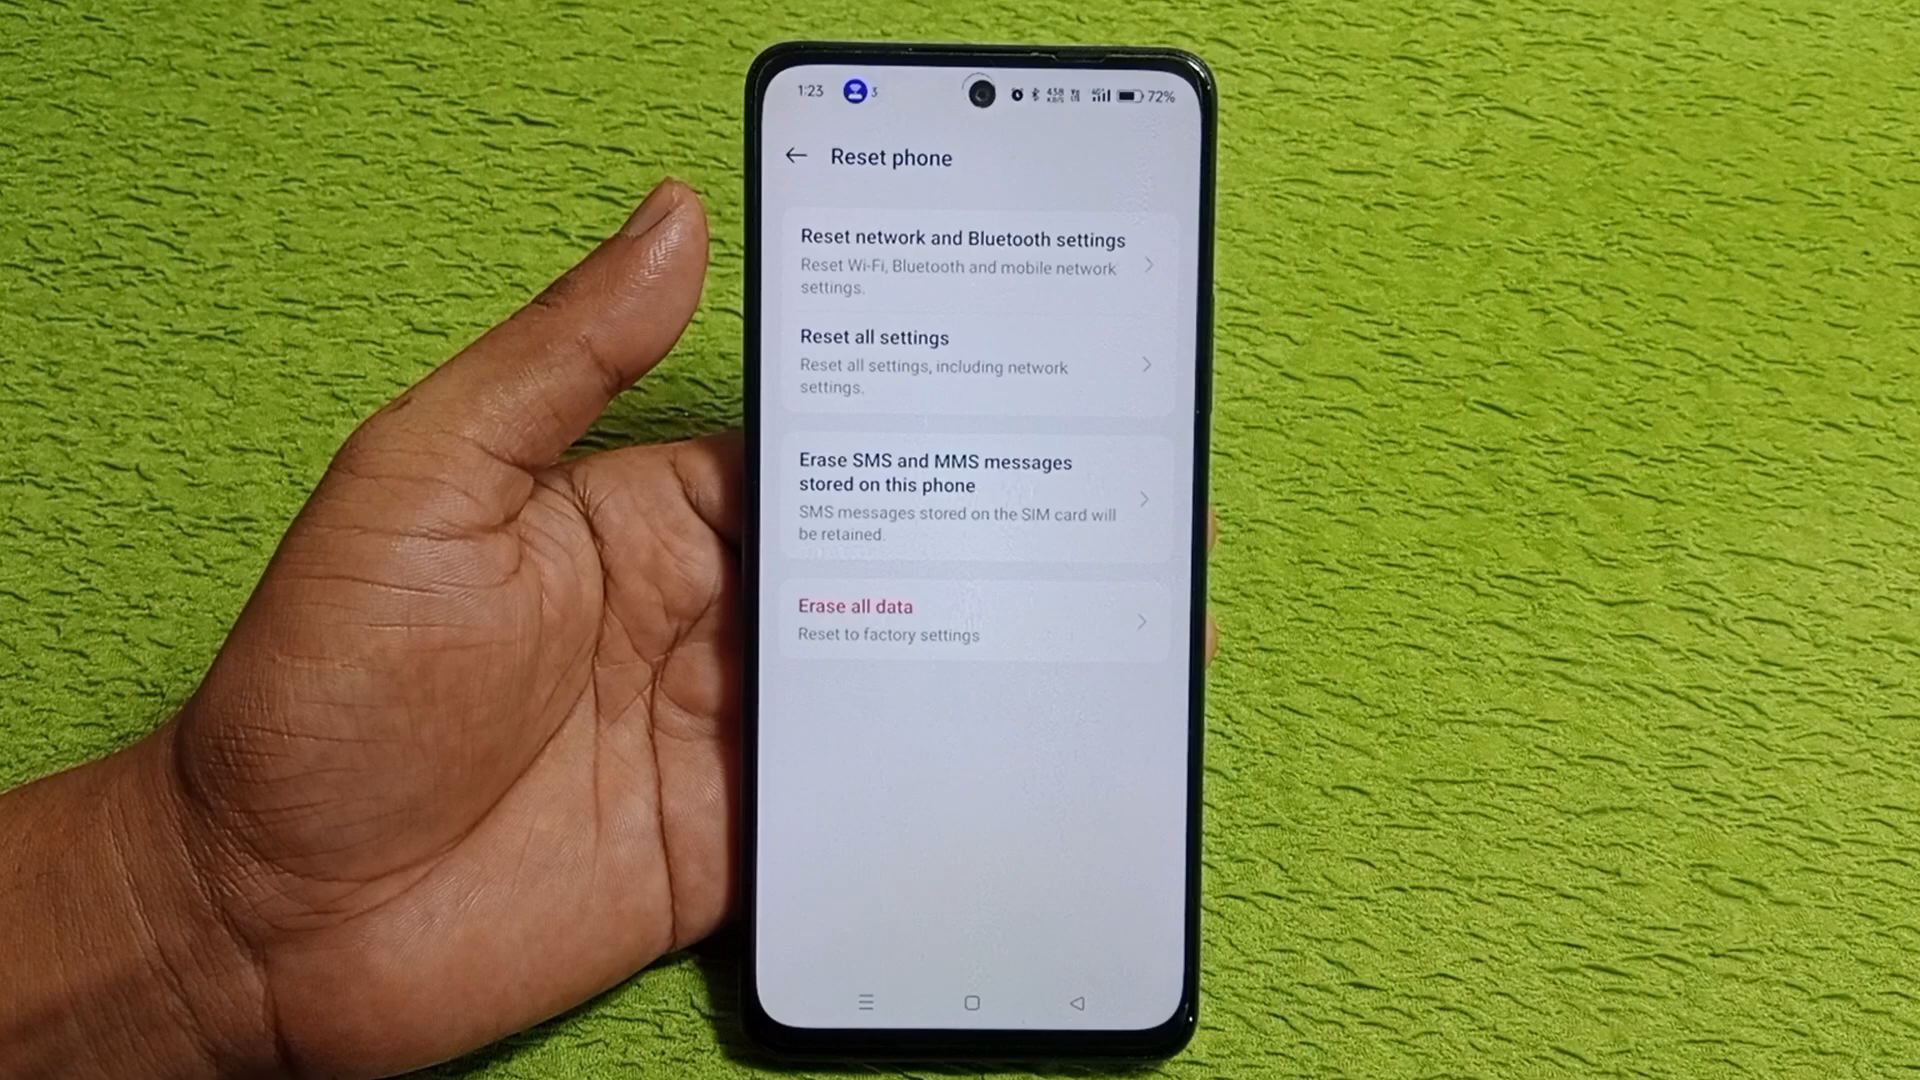 1:23 3 72%
Reset phone
Reset network and Bluetooth settings
Reset Wi-Fi, Bluetooth and mobile network
settings.
Reset all settings
Reset all settings, including network
settings.
Erase SMS and MMS messages
stored on this phone
SMS messages stored on the SIM card will
be retained.
Erase all data
Reset to factory settings